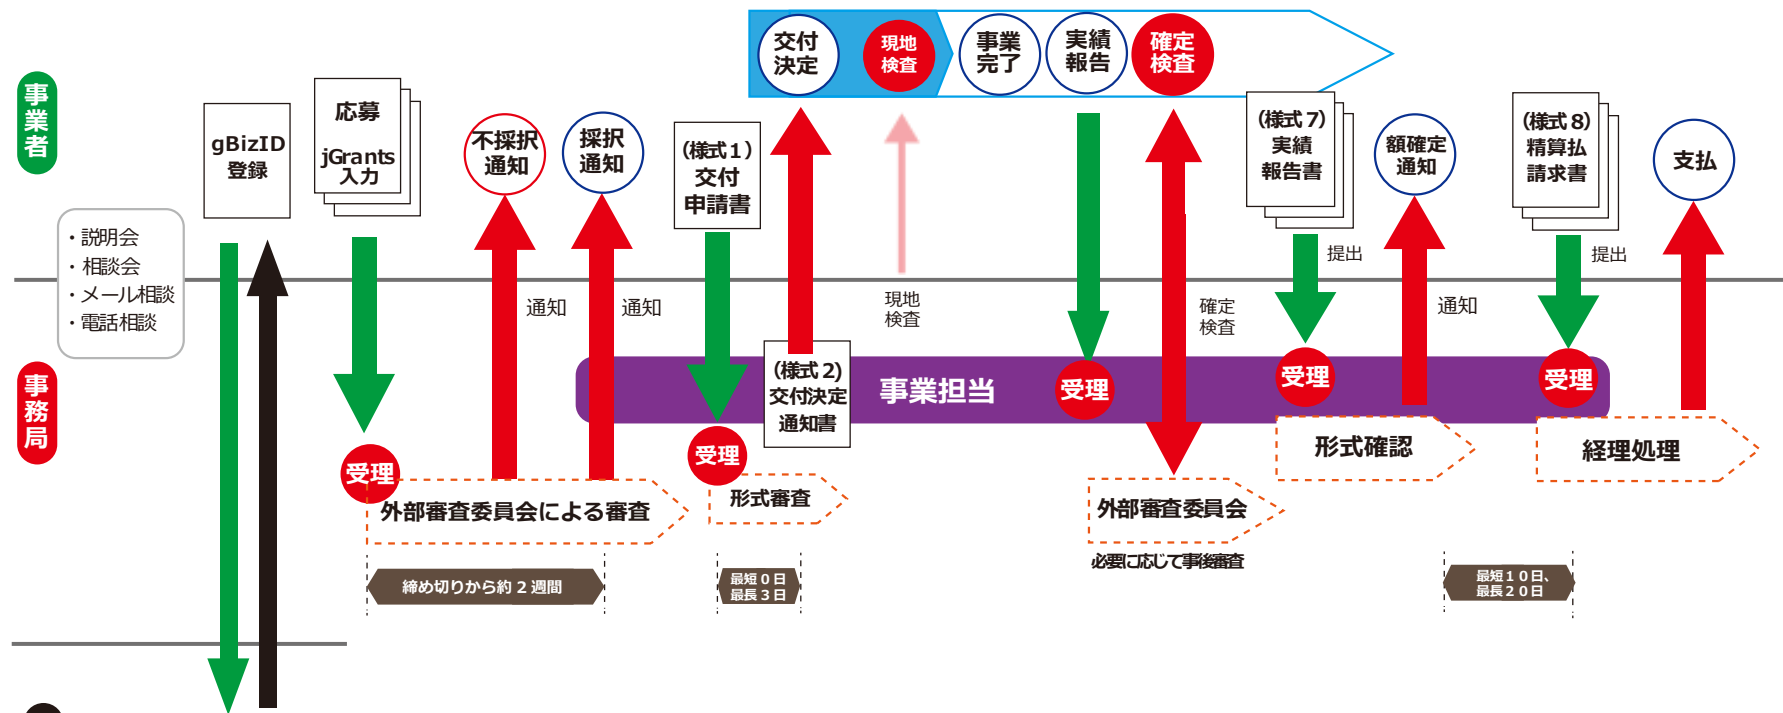 事業者
gBizID
登録
応募
jGrants
入力
不採択
通知
採択
通知
（様式１）
交付
申請書
交付
決定
現地
検査
事業
完了
実績
報告
確定
検査
（様式７）
実績
報告書
額確定
通知
（様式８）
精算払
請求書
支払
・説明会
・相談会
・メール相談
・電話相談
通知
通知
現地
検査
確定
検査
提出
通知
提出
事務局
受理
外部審査委員会による審査
受理
形式審査
（様式２）
交付決定
通知書
事業担当
受理
外部審査委員会
必要に応じて事後審査
受理
形式確認
受理
経理処理
締め切りから約２週間
最短０日
最長３日
最短１０日、
最長２０日